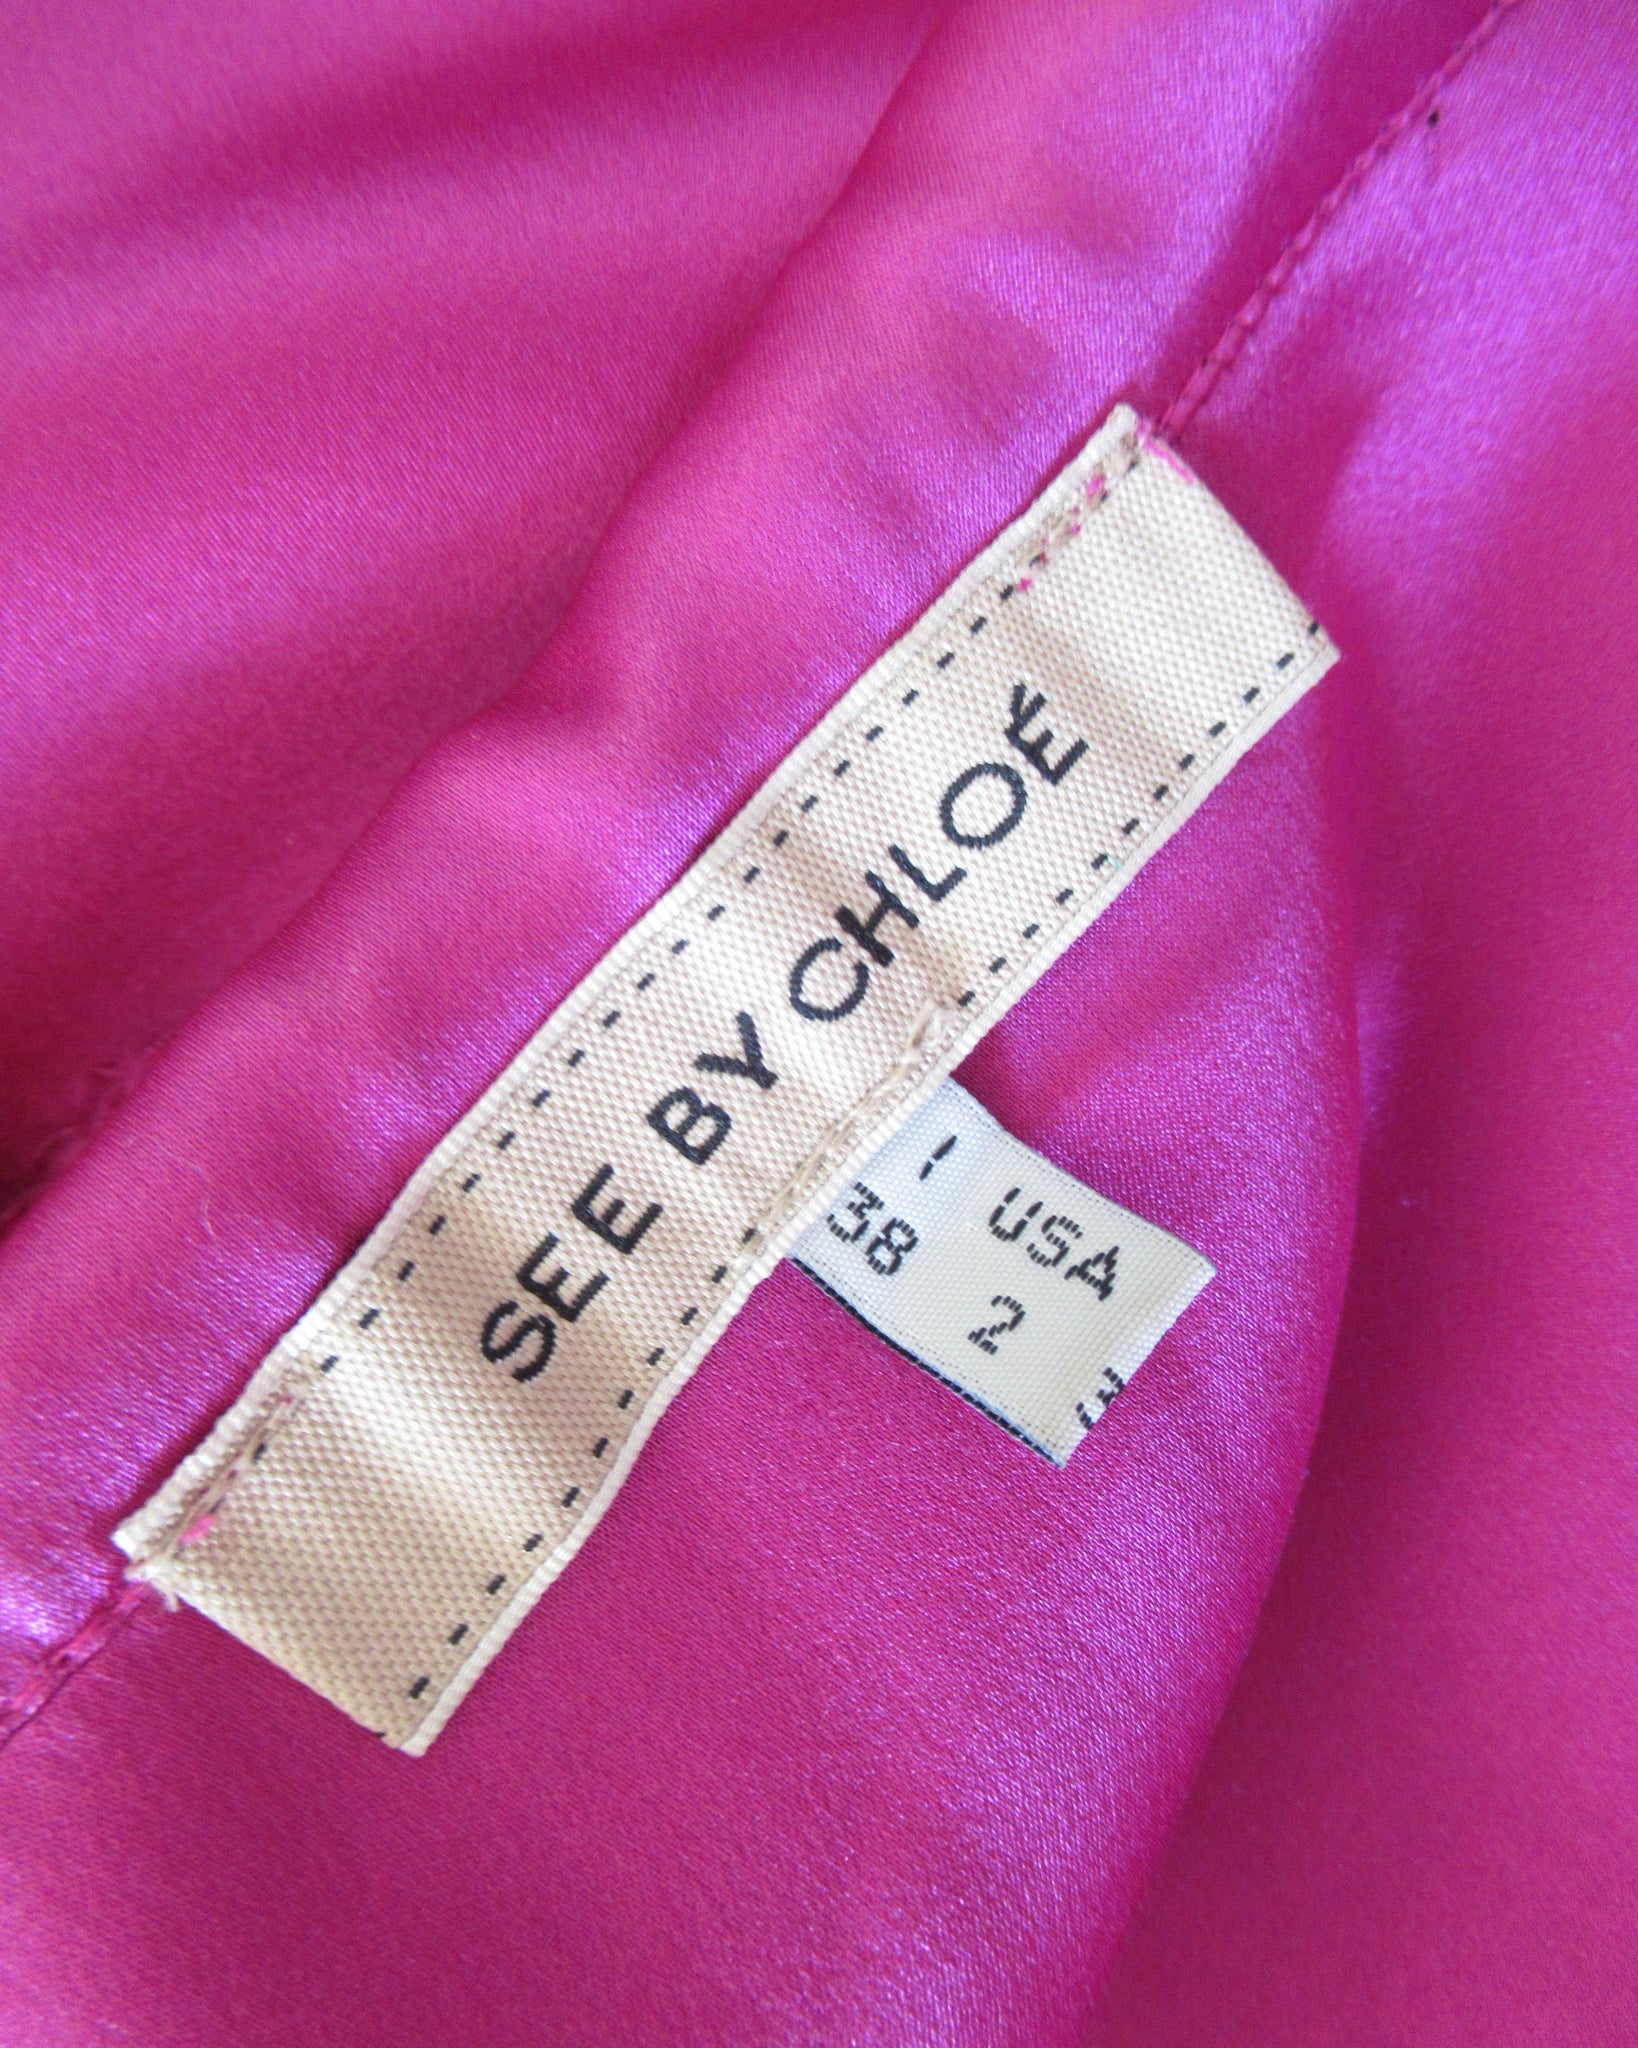 SEE BY CHLOÉ
I USA
38 2